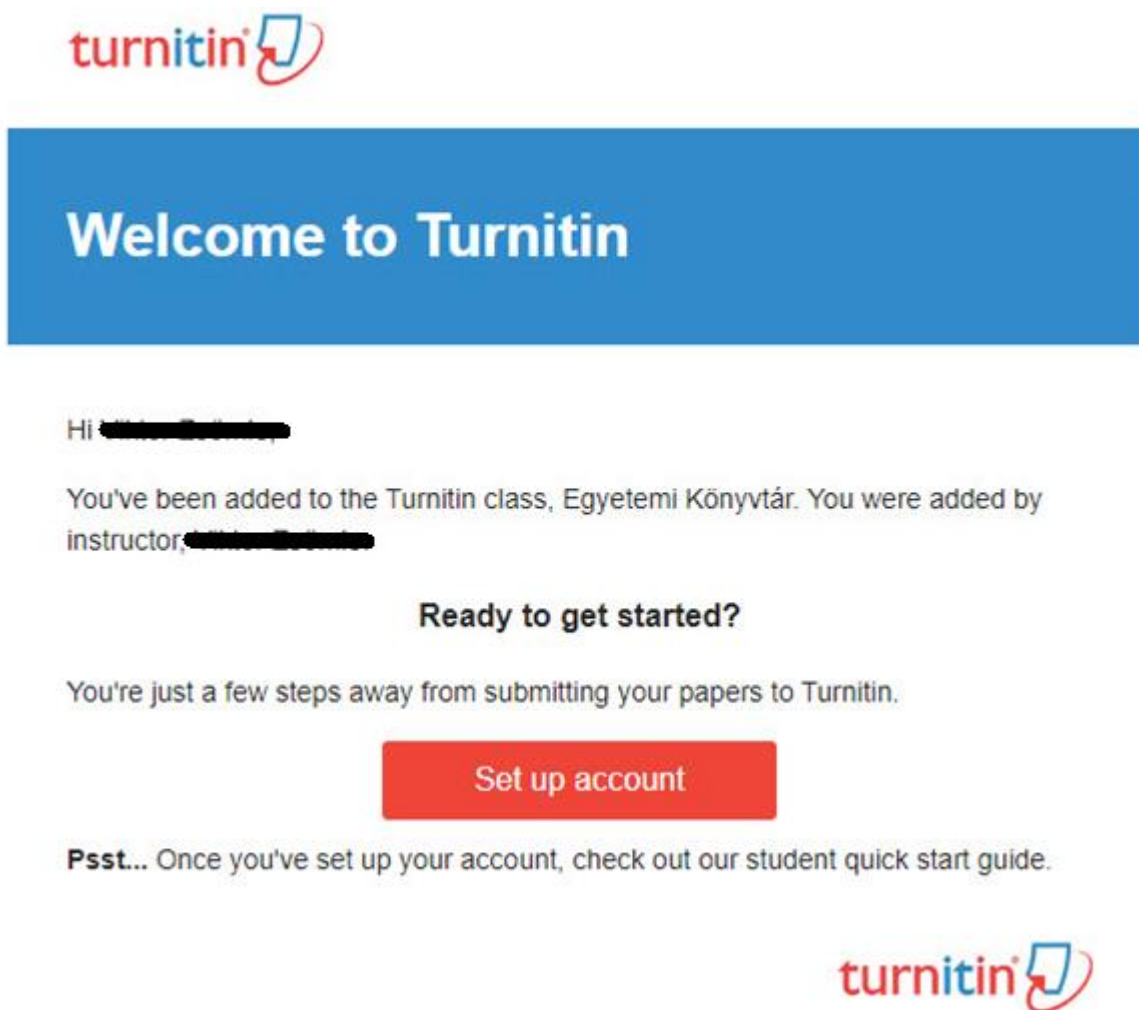 turnitin
Welcome to Turnitin
Hi
You've been added to the Turnitin class, Egyetemi Könyvtár. You were added by
instructor,
Ready to get started?
You're just a few steps away from submitting your papers to Turnitin.
Set up account
Psst... Once you've set up your account, check out our student quick start guide.
turnitin